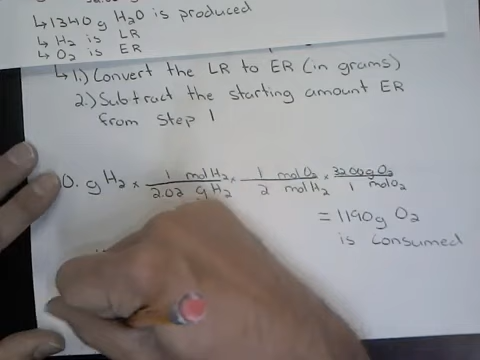 ↳1340 g H2O is produced
↳ H2 is LR
↳ O2 is ER
↳ 1.) Convert the LR to ER (in grams)
2.) Subtract the starting amount ER
from Step 1
0. g H2 × 1 mol H2 / 2.02 g H2 × 1 mol O2 / 2 mol H2 × 32.00 g O2 / 1 mol O2
= 1190 g O2
is consumed